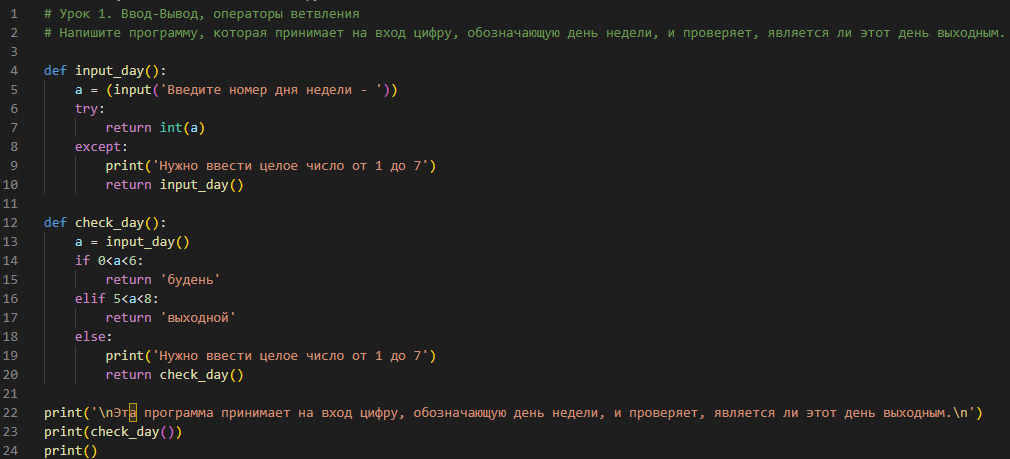 1 # Урок 1. Ввод-Вывод, операторы ветвления
2 # Напишите программу, которая принимает на вход цифру, обозначающую день недели, и проверяет, является ли этот день выходным.
3
4 def input_day():
5     a = (input('Введите номер дня недели - '))
6     try:
7         return int(a)
8     except:
9         print('Нужно ввести целое число от 1 до 7')
10         return input_day()
11
12 def check_day():
13     a = input_day()
14     if 0<a<6:
15         return 'будень'
16     elif 5<a<8:
17         return 'выходной'
18     else:
19         print('Нужно ввести целое число от 1 до 7')
20         return check_day()
21
22 print('\nЭта программа принимает на вход цифру, обозначающую день недели, и проверяет, является ли этот день выходным.\n')
23 print(check_day())
24 print()